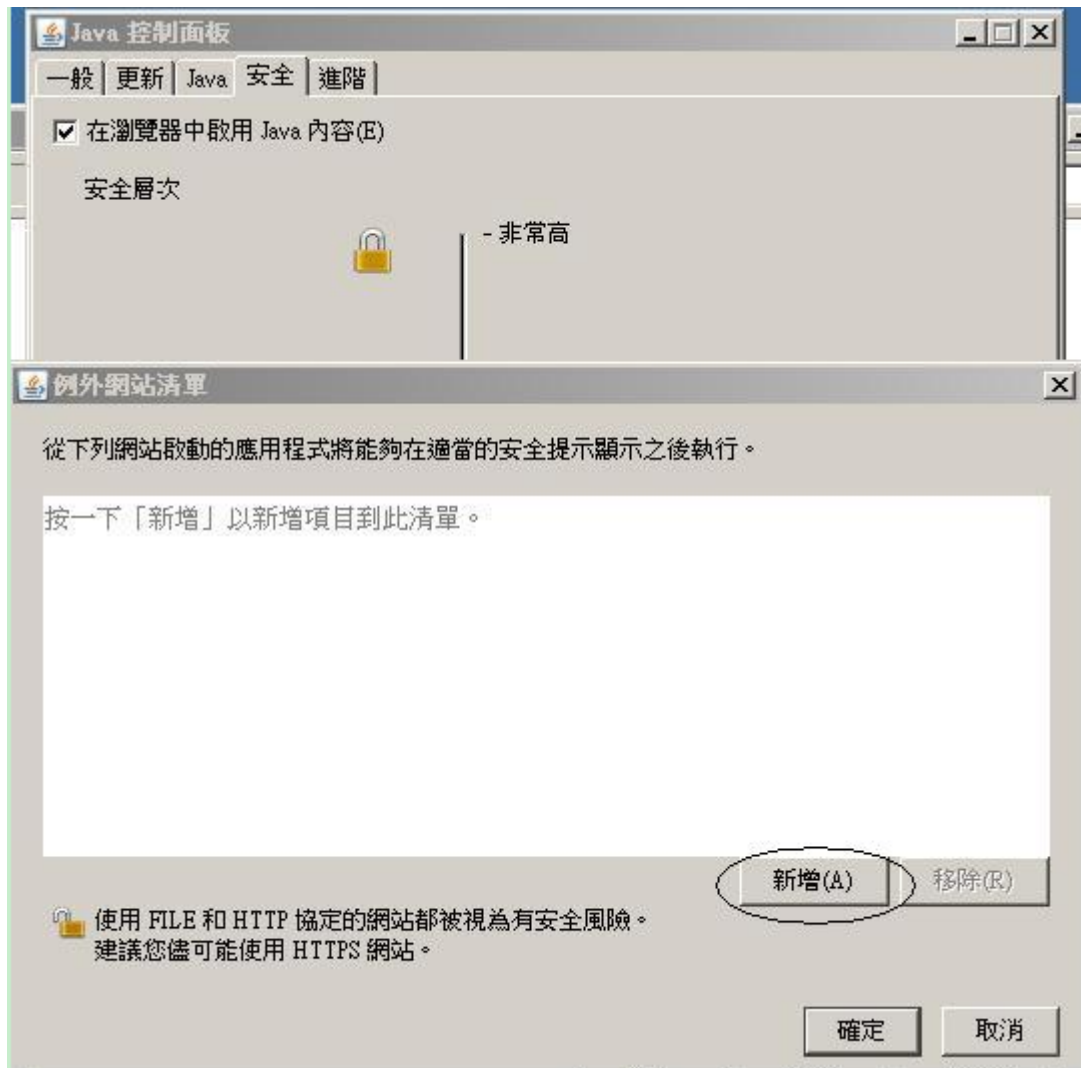 Java 控制面板
一般 更新 Java 安全 進階
在瀏覽器中啟用 Java 內容(E)
安全層次
- 非常高
例外網站清單
從下列網站啟動的應用程式將能夠在適當的安全提示顯示之後執行。
按一下「新增」以新增項目到此清單。
新增(A) 移除(R)
使用 FILE 和 HTTP 協定的網站都被視為有安全風險。
建議您儘可能使用 HTTPS 網站。
確定 取消